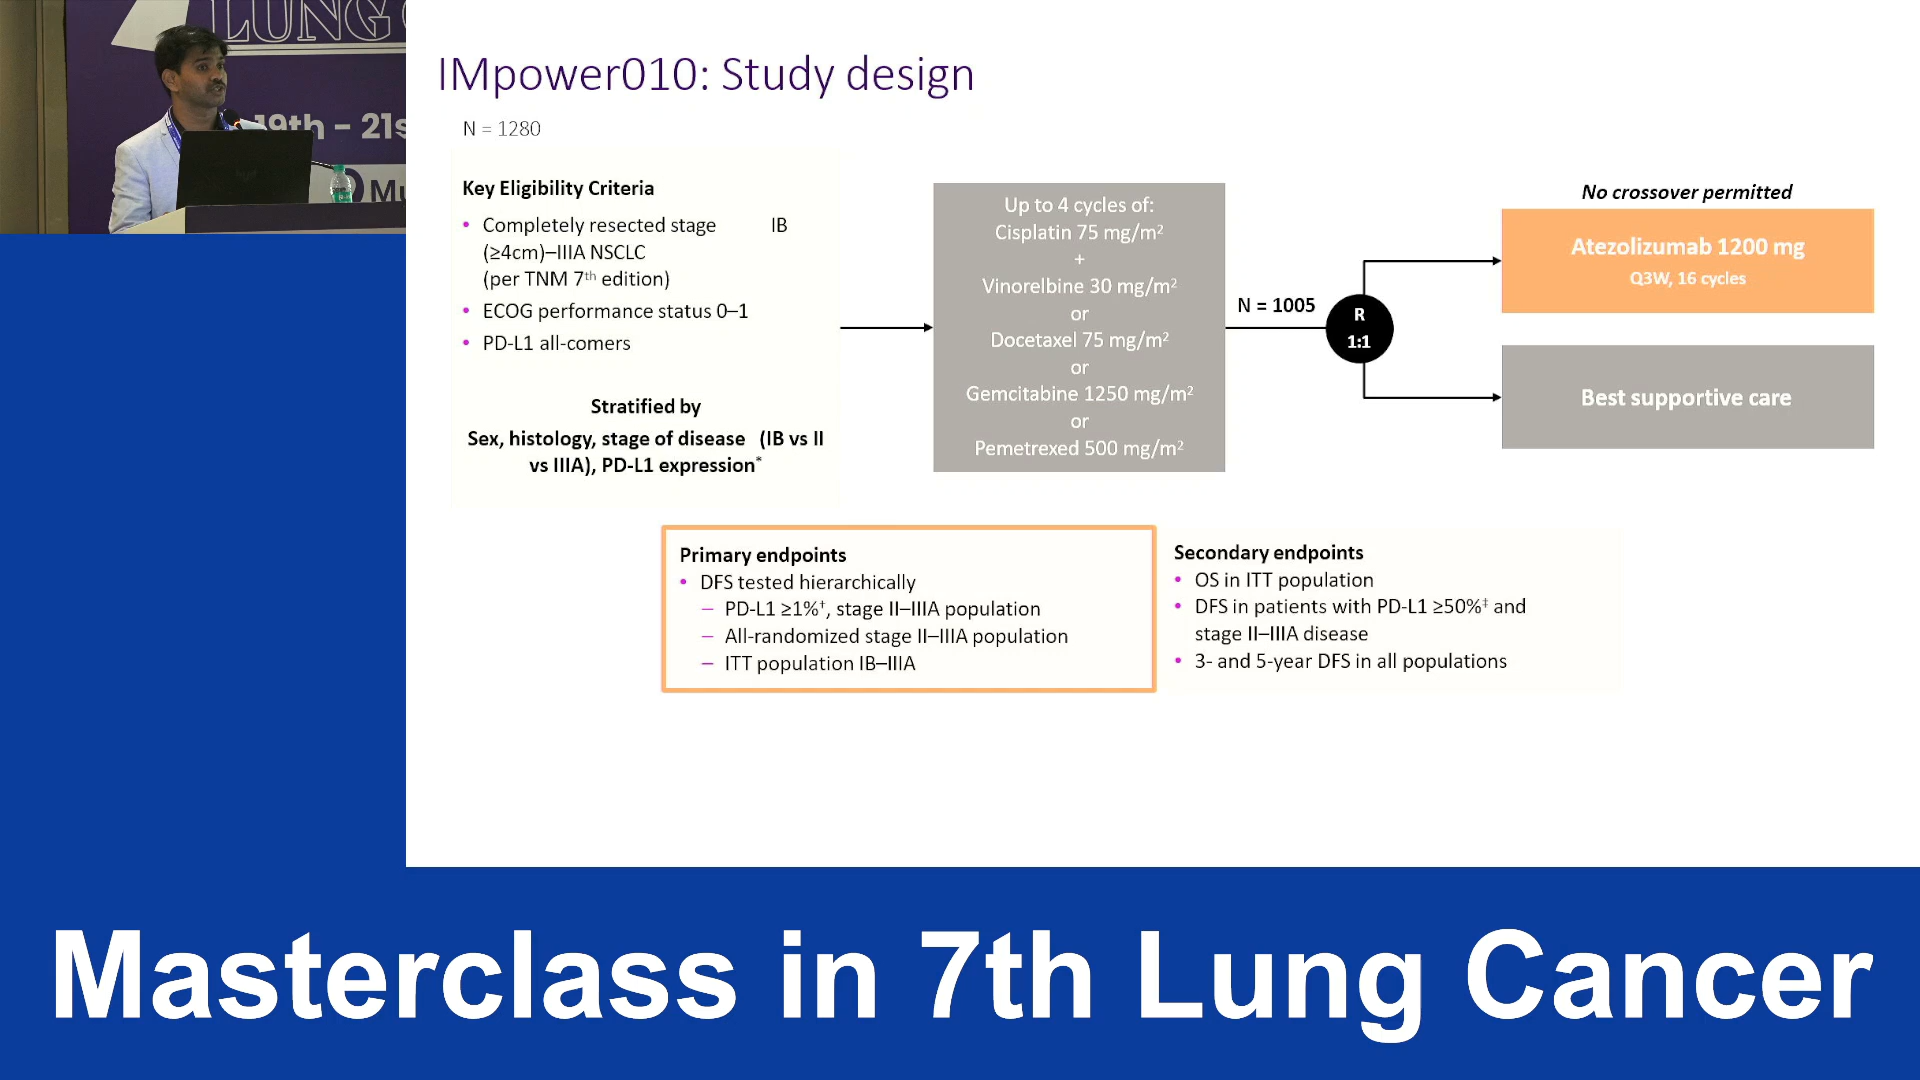 LUNG
19th - 21s
Mu
IMpower010: Study design
N = 1280
Key Eligibility Criteria
• Completely resected stage IB
(≥4cm)–IIIA NSCLC
(per TNM 7th edition)
• ECOG performance status 0–1
• PD-L1 all-comers
Stratified by
Sex, histology, stage of disease (IB vs II
vs IIIA), PD-L1 expression*
Up to 4 cycles of:
Cisplatin 75 mg/m²
+
Vinorelbine 30 mg/m²
or
Docetaxel 75 mg/m²
or
Gemcitabine 1250 mg/m²
or
Pemetrexed 500 mg/m²
N = 1005
R
1:1
No crossover permitted
Atezolizumab 1200 mg
Q3W, 16 cycles
Best supportive care
Primary endpoints
• DFS tested hierarchically
– PD-L1 ≥1%†, stage II–IIIA population
– All-randomized stage II–IIIA population
– ITT population IB–IIIA
Secondary endpoints
• OS in ITT population
• DFS in patients with PD-L1 ≥50%‡ and
stage II–IIIA disease
• 3- and 5-year DFS in all populations
Masterclass in 7th Lung Cancer